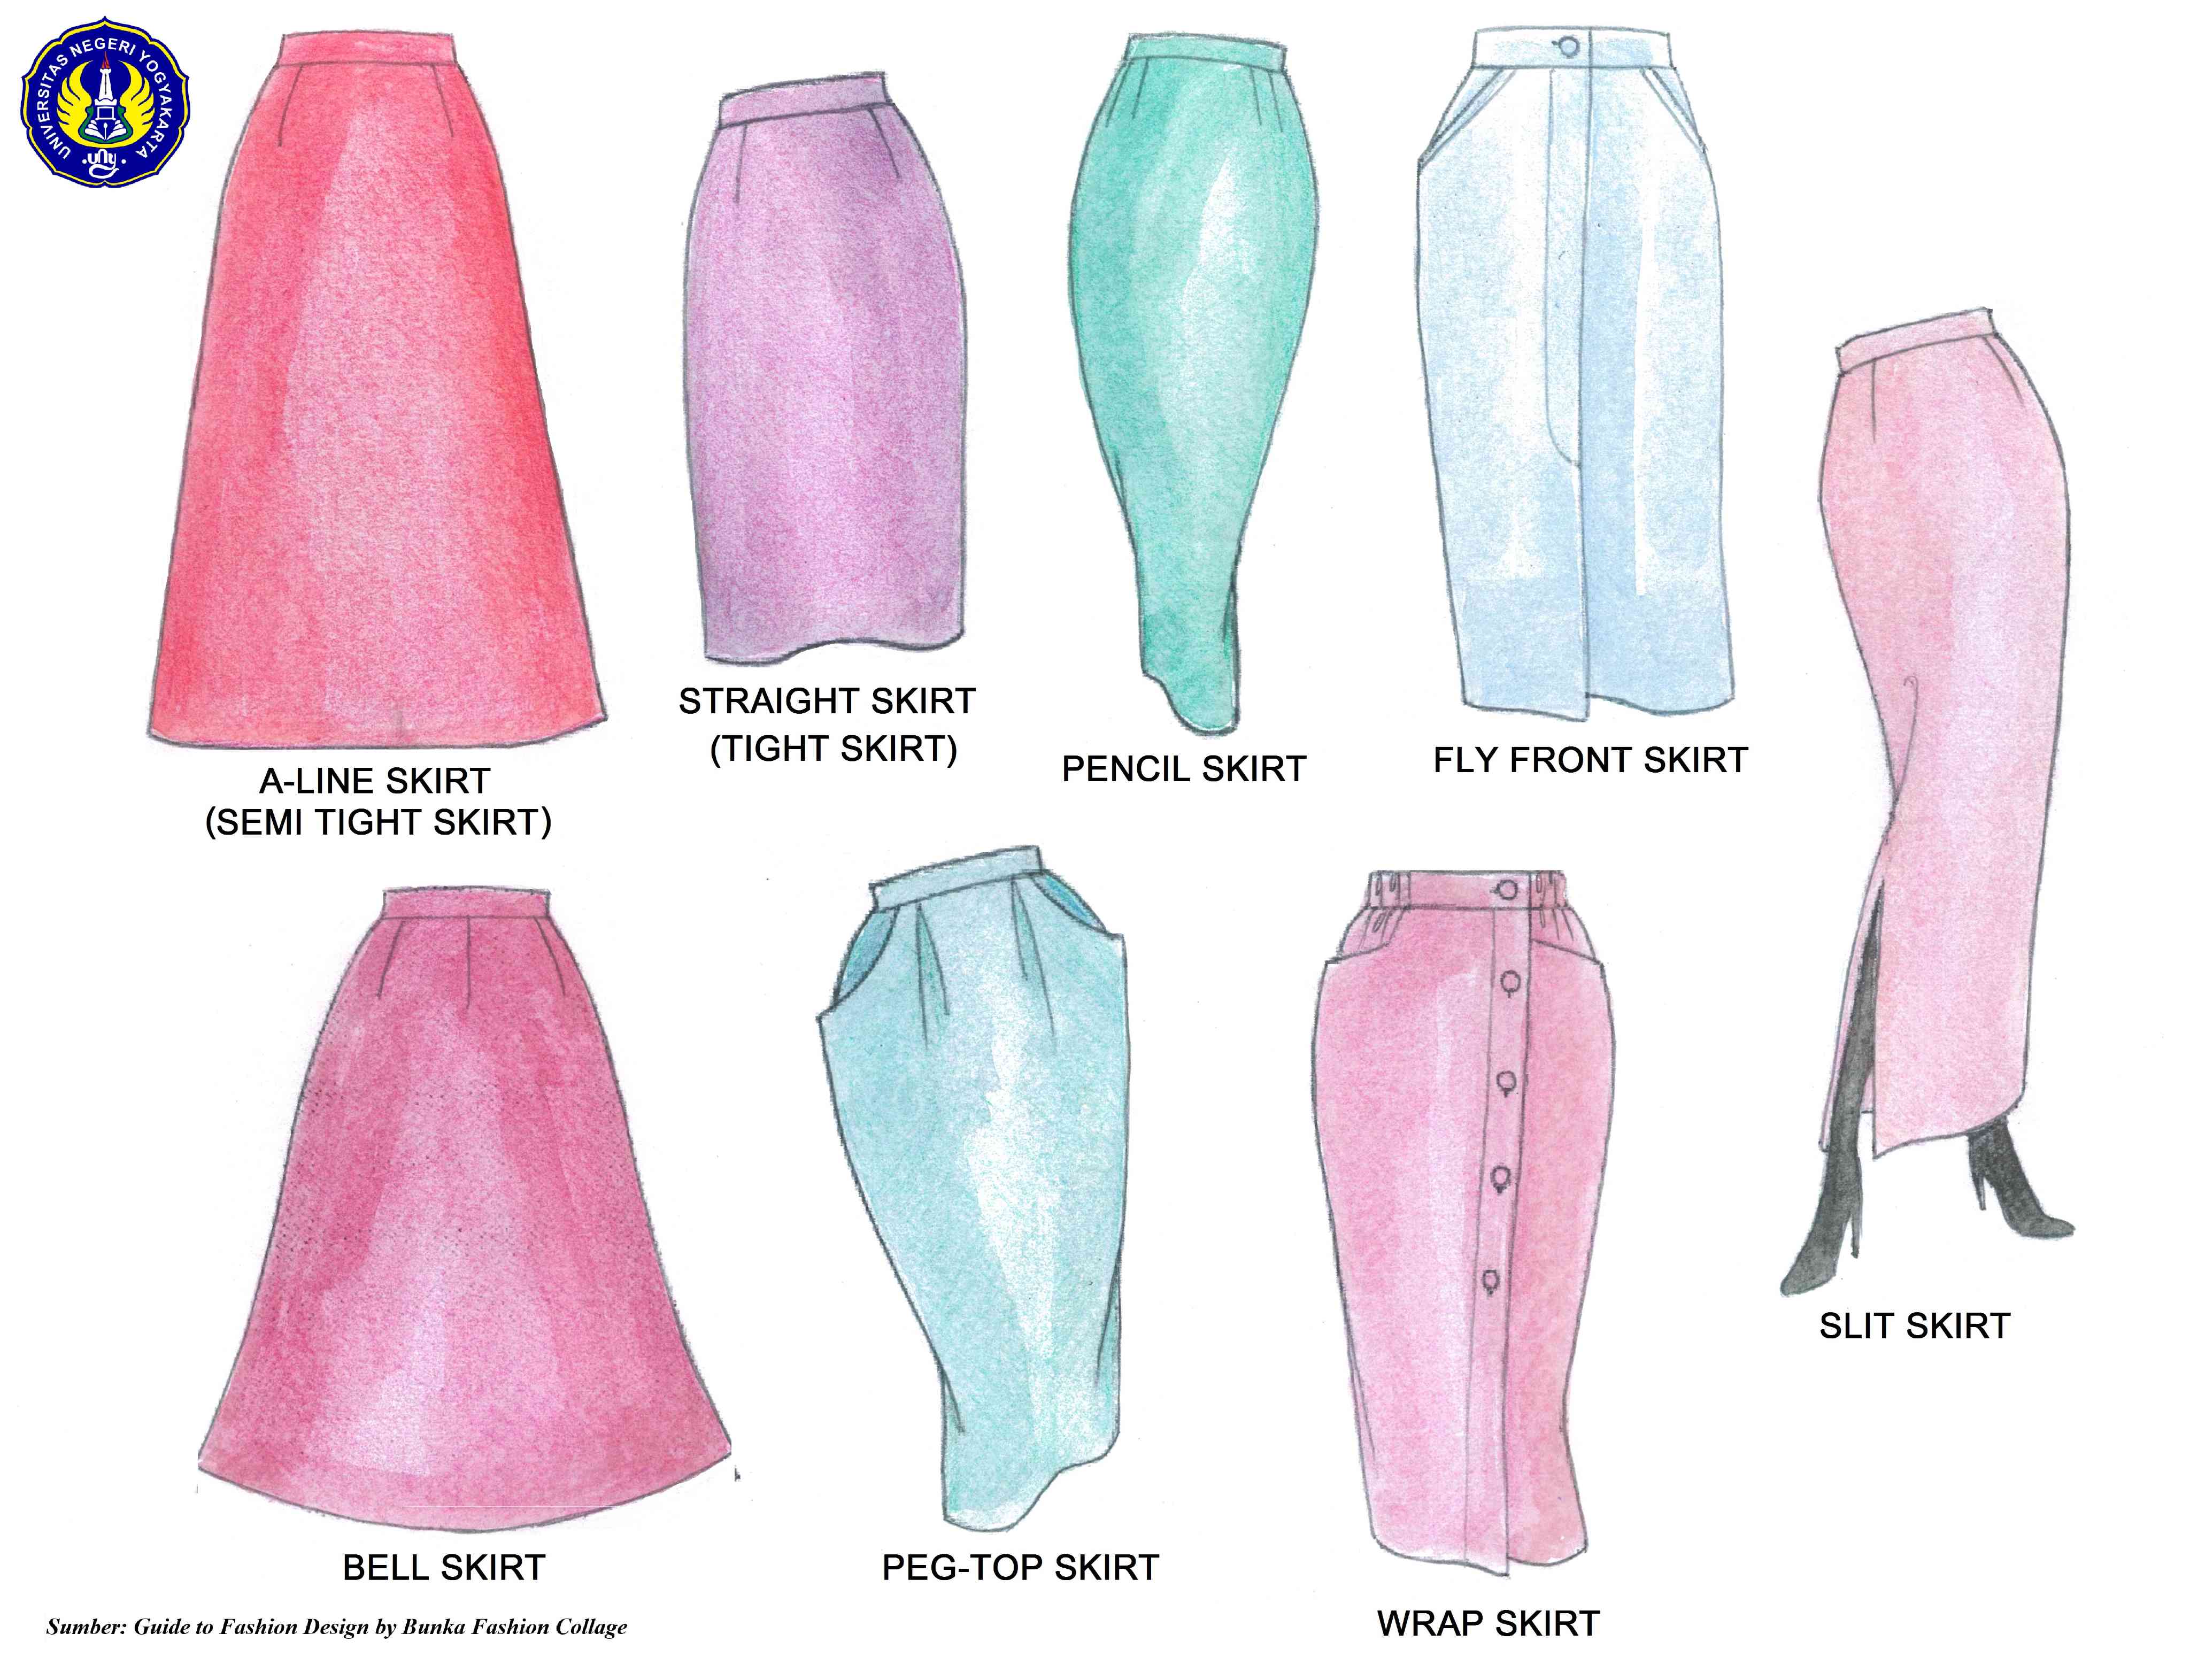 UNIVERSITAS NEGERI YOGYAKARTA
uny
STRAIGHT SKIRT
(TIGHT SKIRT)
PENCIL SKIRT
FLY FRONT SKIRT
A-LINE SKIRT
(SEMI TIGHT SKIRT)
SLIT SKIRT
BELL SKIRT
PEG-TOP SKIRT
WRAP SKIRT
Sumber: Guide to Fashion Design by Bunka Fashion Collage